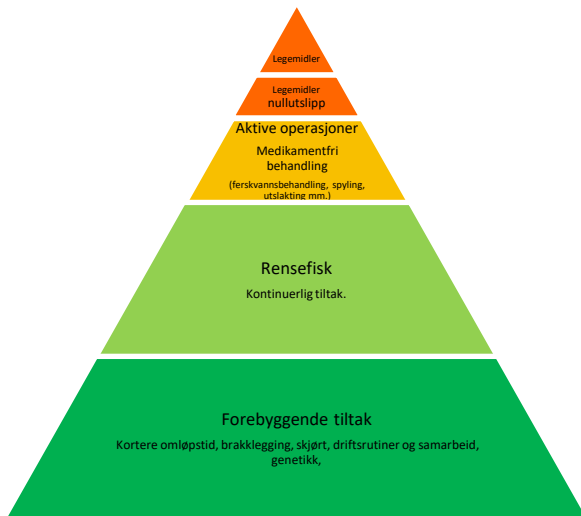 Legemidler
Legemidler
nullutslipp
Aktive operasjoner
Medikamentfri
behandling
(ferskvannsbehandling, spyling,
utslakting mm.)
Rensefisk
Kontinuerlig tiltak.
Forebyggende tiltak
Kortere omløpstid, brakklegging, skjørt, driftsrutiner og samarbeid,
genetikk,